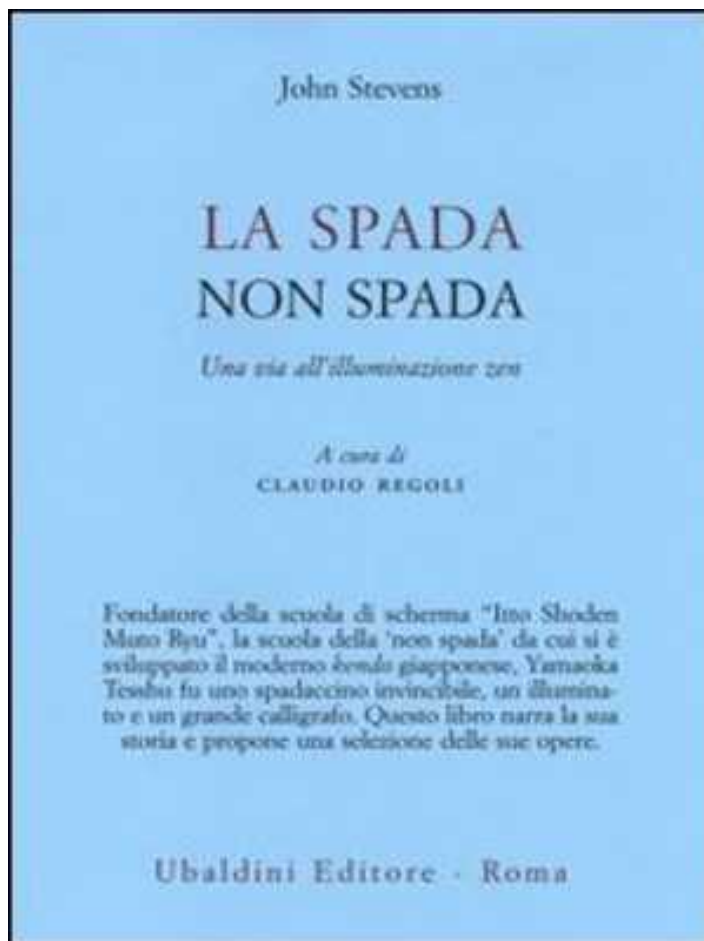 John Stevens
LA SPADA
NON SPADA
Una via all'illuminazione zen
A cura di
CLAUDIO REGOLI
Fondatore della scuola di scherma "Itto Shoden
Muto Ryu", la scuola della 'non spada' da cui si è
sviluppato il moderno kendo giapponese, Yamaoka
Tesshu fu uno spadaccino invincibile, un illumina-
to e un grande calligrafo. Questo libro narra la sua
storia e propone una selezione delle sue opere.
Ubaldini Editore - Roma